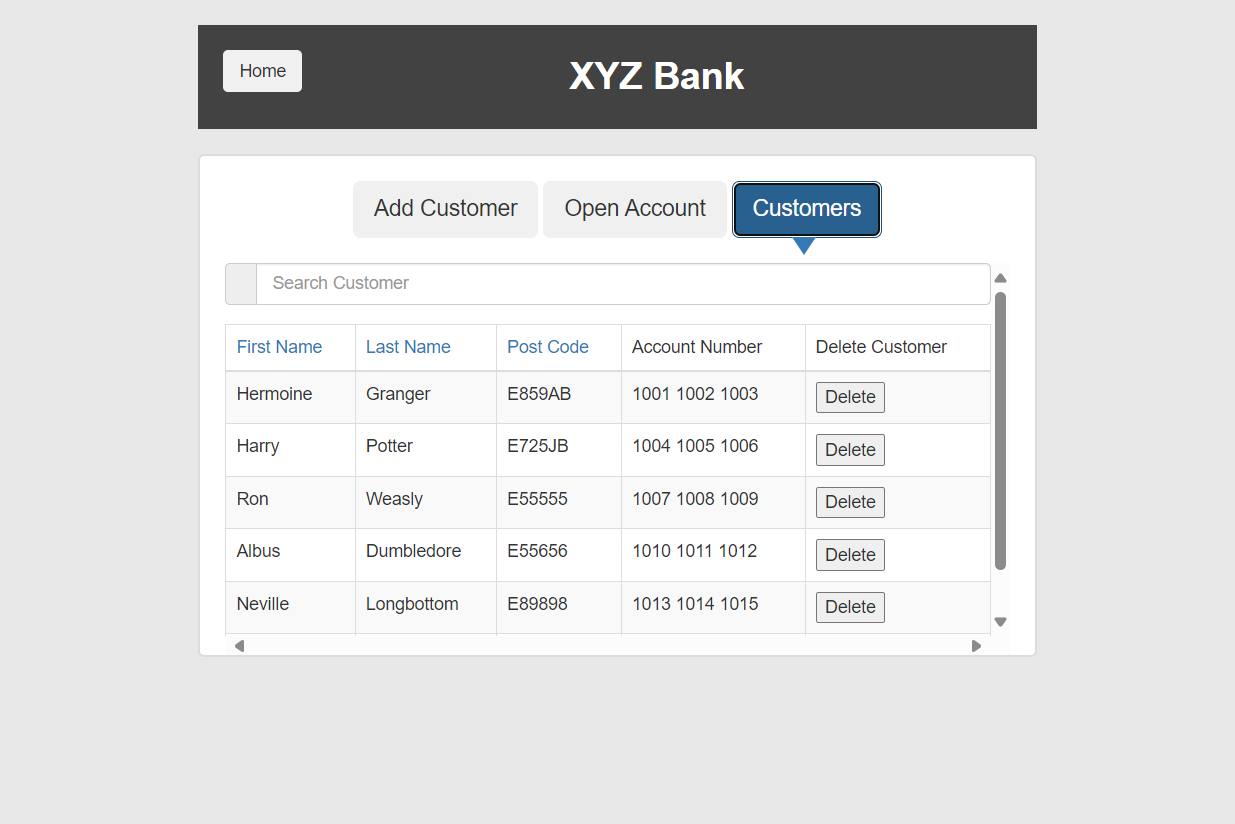 Home
XYZ Bank
Add Customer Open Account Customers
Search Customer
First Name Last Name Post Code Account Number Delete Customer
Hermoine Granger E859AB 1001 1002 1003 Delete
Harry Potter E725JB 1004 1005 1006 Delete
Ron Weasly E55555 1007 1008 1009 Delete
Albus Dumbledore E55656 1010 1011 1012 Delete
Neville Longbottom E89898 1013 1014 1015 Delete